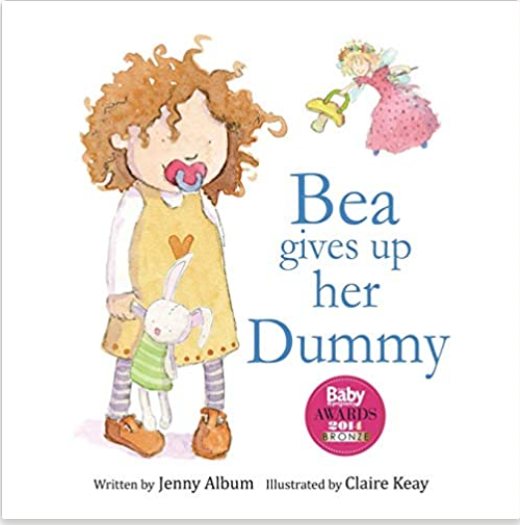 Bea
gives up
her
Dummy
Baby
AWARDS
2014
BRONZE
Written by Jenny Album Illustrated by Claire Keay